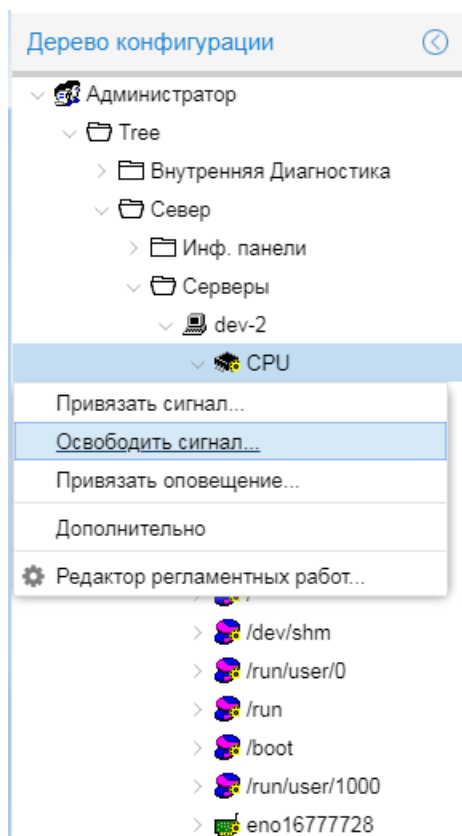 Дерево конфигурации
Администратор
Tree
Внутренняя Диагностика
Север
Инф. панели
Серверы
dev-2
CPU
Привязать сигнал...
Освободить сигнал...
Привязать оповещение...
Дополнительно
Редактор регламентных работ...
/
/dev/shm
/run/user/0
/run
/boot
/run/user/1000
eno16777728